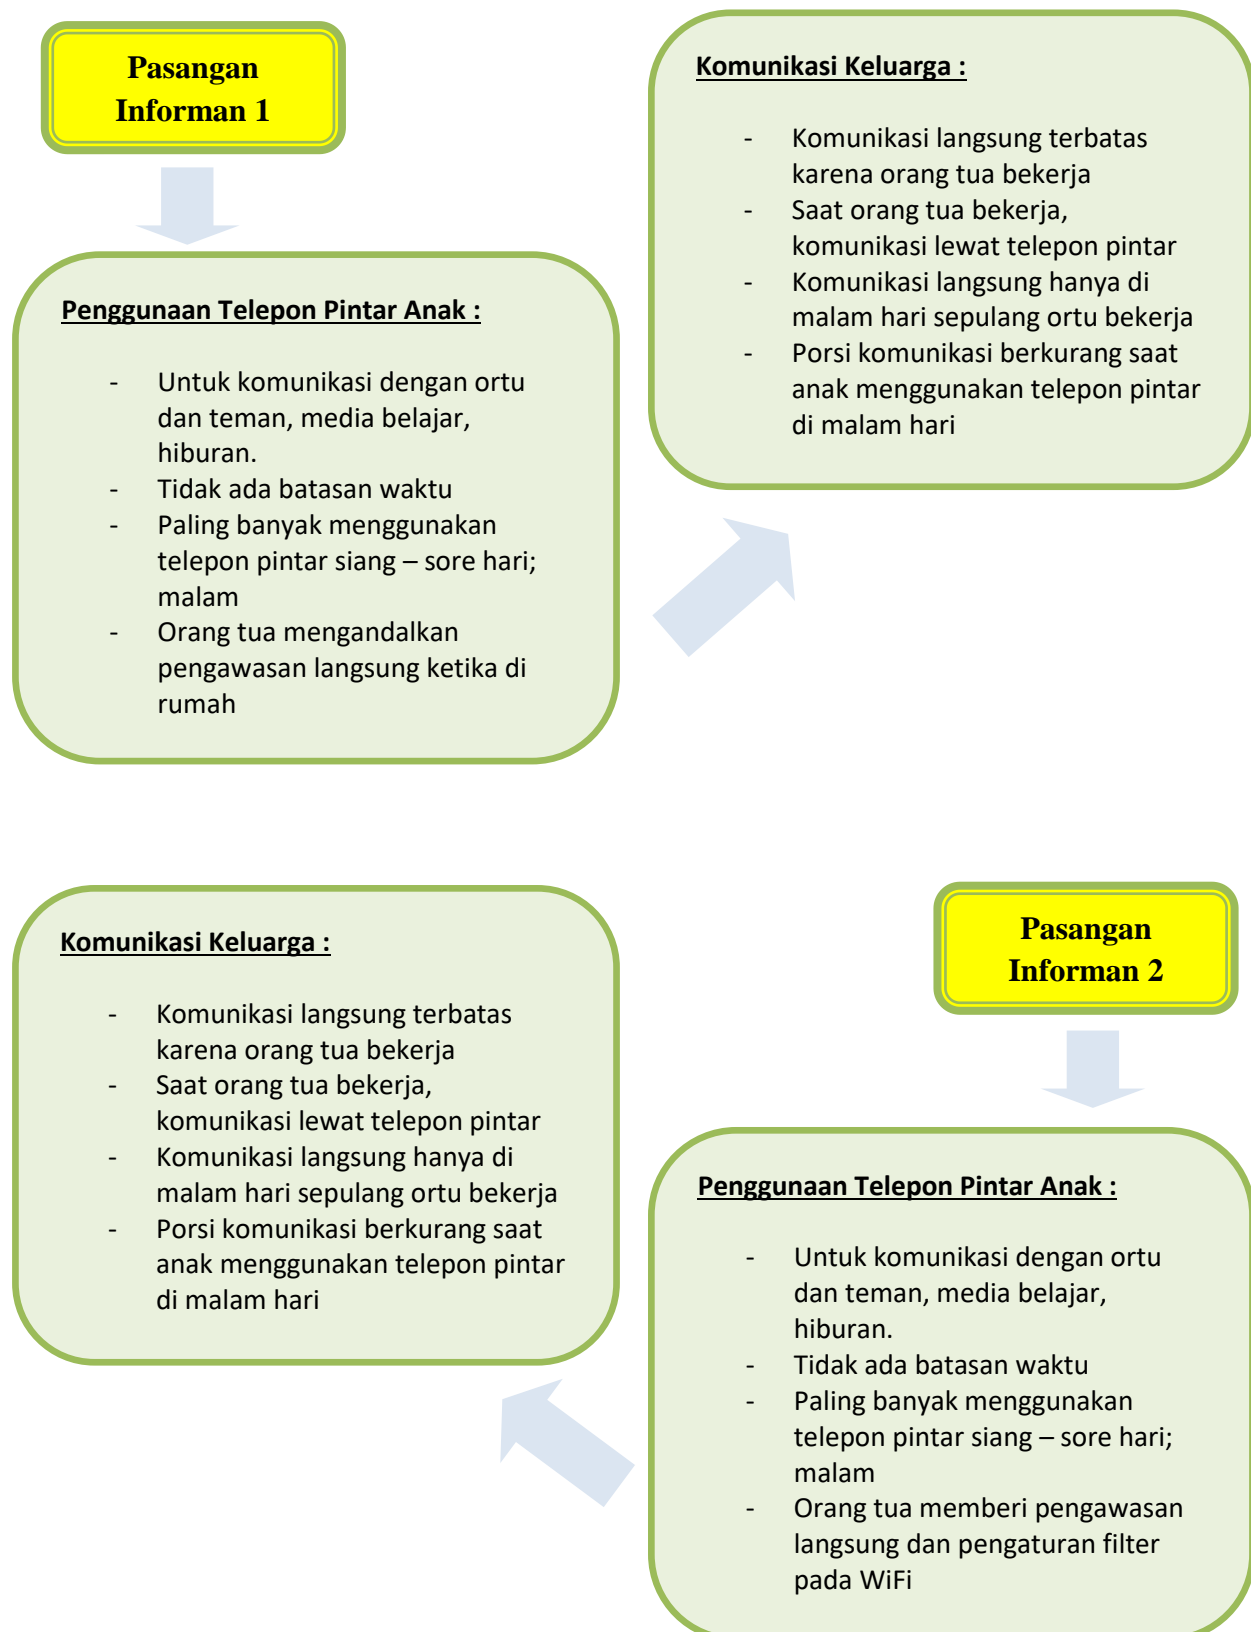 Pasangan
Informan 1
Penggunaan Telepon Pintar Anak :
- Untuk komunikasi dengan ortu
dan teman, media belajar,
hiburan.
- Tidak ada batasan waktu
- Paling banyak menggunakan
telepon pintar siang – sore hari;
malam
- Orang tua mengandalkan
pengawasan langsung ketika di
rumah
Komunikasi Keluarga :
- Komunikasi langsung terbatas
karena orang tua bekerja
- Saat orang tua bekerja,
komunikasi lewat telepon pintar
- Komunikasi langsung hanya di
malam hari sepulang ortu bekerja
- Porsi komunikasi berkurang saat
anak menggunakan telepon pintar
di malam hari
Pasangan
Informan 2
Penggunaan Telepon Pintar Anak :
- Untuk komunikasi dengan ortu
dan teman, media belajar,
hiburan.
- Tidak ada batasan waktu
- Paling banyak menggunakan
telepon pintar siang – sore hari;
malam
- Orang tua memberi pengawasan
langsung dan pengaturan filter
pada WiFi
Komunikasi Keluarga :
- Komunikasi langsung terbatas
karena orang tua bekerja
- Saat orang tua bekerja,
komunikasi lewat telepon pintar
- Komunikasi langsung hanya di
malam hari sepulang ortu bekerja
- Porsi komunikasi berkurang saat
anak menggunakan telepon pintar
di malam hari